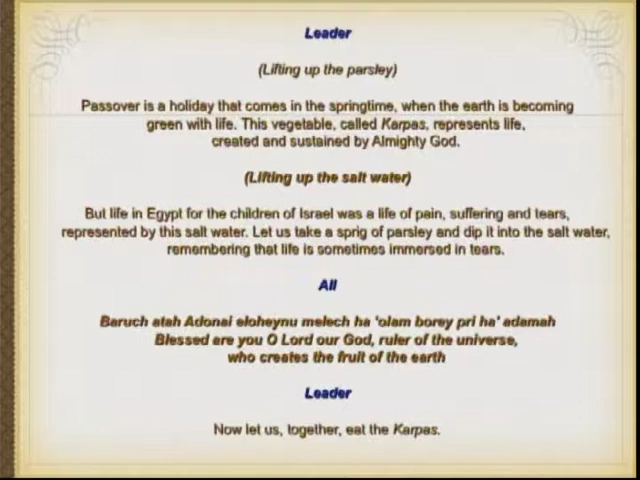 Leader
(Lifting up the parsley)
Passover is a holiday that comes in the springtime, when the earth is becoming
green with life. This vegetable, called Karpas, represents life,
created and sustained by Almighty God.
(Lifting up the salt water)
But life in Egypt for the children of Israel was a life of pain, suffering and tears,
represented by this salt water. Let us take a sprig of parsley and dip it into the salt water,
remembering that life is sometimes immersed in tears.
All
Baruch atah Adonai eloheynu melech ha 'olam borey pri ha' adamah
Blessed are you O Lord our God, ruler of the universe,
who creates the fruit of the earth
Leader
Now let us, together, eat the Karpas.